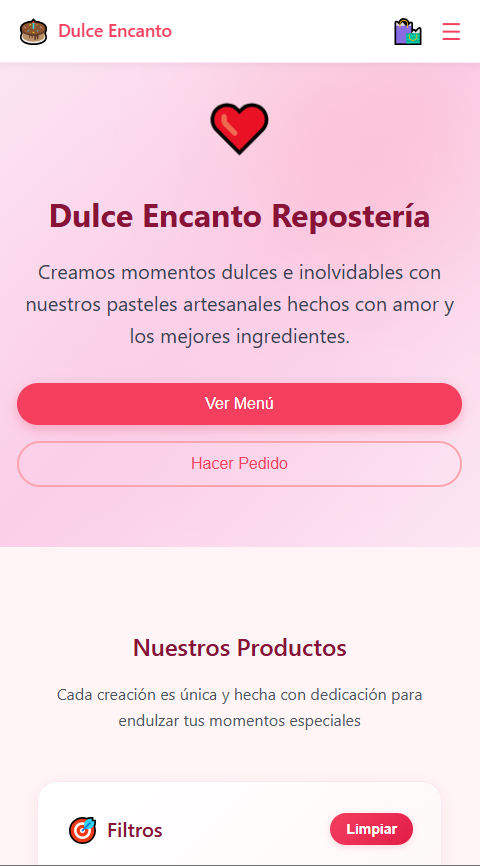 Dulce Encanto
Dulce Encanto Repostería
Creamos momentos dulces e inolvidables con
nuestros pasteles artesanales hechos con amor y
los mejores ingredientes.
Ver Menú
Hacer Pedido
Nuestros Productos
Cada creación es única y hecha con dedicación para
endulzar tus momentos especiales
Filtros
Limpiar